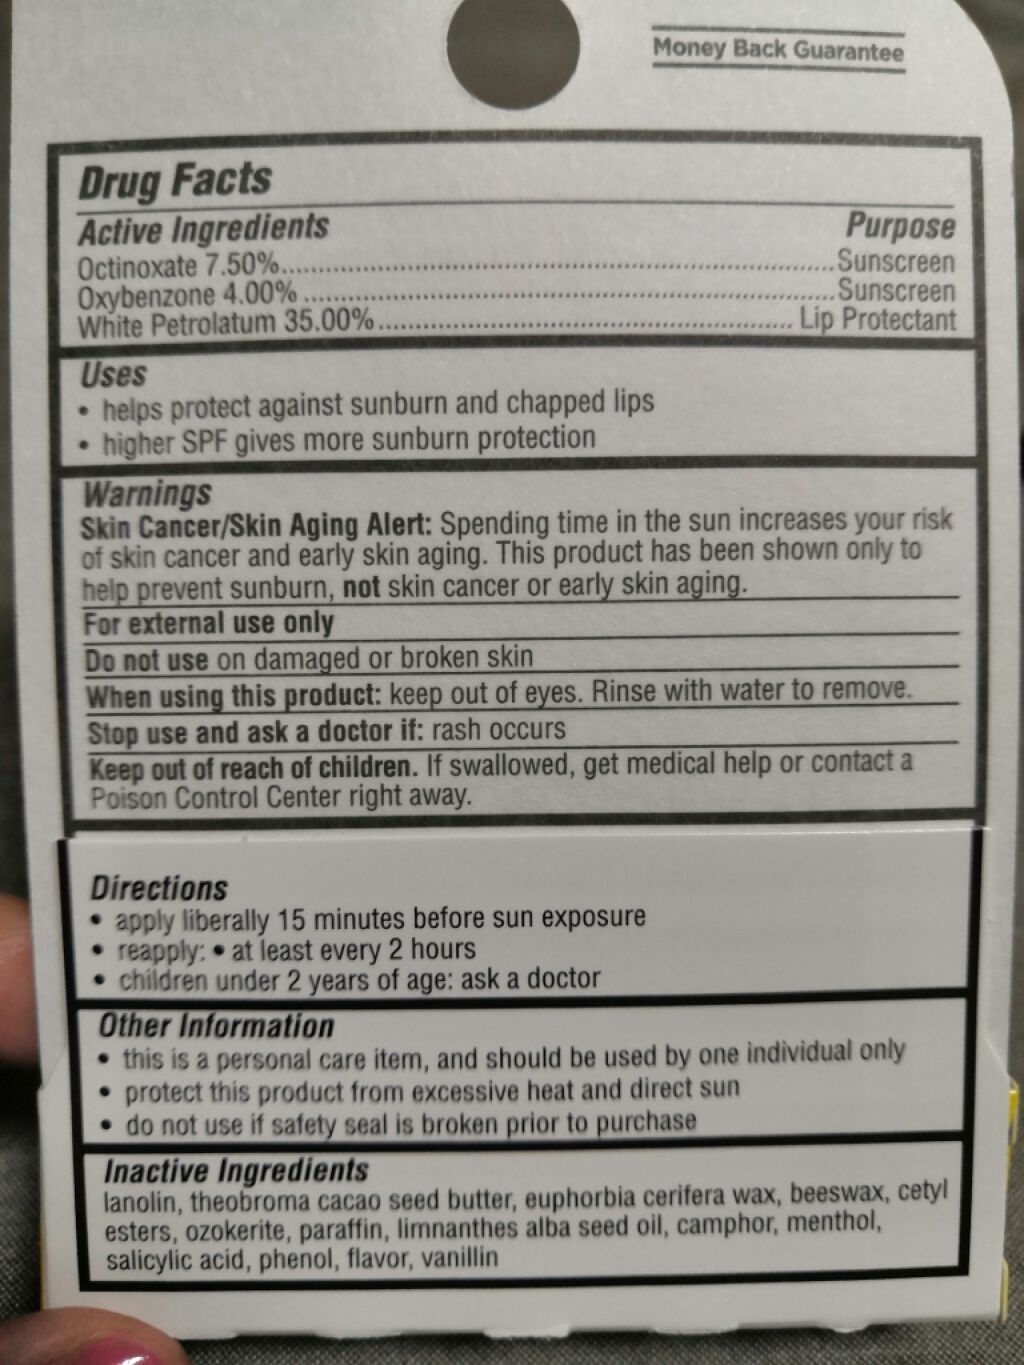 Money Back Guarantee
Drug Facts
Active Ingredients Purpose
Octinoxate 7.50%..........Sunscreen
Oxybenzone 4.00%..........Sunscreen
White Petrolatum 35.00%..........Lip Protectant
Uses
• helps protect against sunburn and chapped lips
• higher SPF gives more sunburn protection
Warnings
Skin Cancer/Skin Aging Alert: Spending time in the sun increases your risk
of skin cancer and early skin aging. This product has been shown only to
help prevent sunburn, not skin cancer or early skin aging.
For external use only
Do not use on damaged or broken skin
When using this product: keep out of eyes. Rinse with water to remove.
Stop use and ask a doctor if: rash occurs
Keep out of reach of children. If swallowed, get medical help or contact a
Poison Control Center right away.
Directions
• apply liberally 15 minutes before sun exposure
• reapply: • at least every 2 hours
• children under 2 years of age: ask a doctor
Other Information
• this is a personal care item, and should be used by one individual only
• protect this product from excessive heat and direct sun
• do not use if safety seal is broken prior to purchase
Inactive Ingredients
lanolin, theobroma cacao seed butter, euphorbia cerifera wax, beeswax, cetyl
esters, ozokerite, paraffin, limnanthes alba seed oil, camphor, menthol,
salicylic acid, phenol, flavor, vanillin